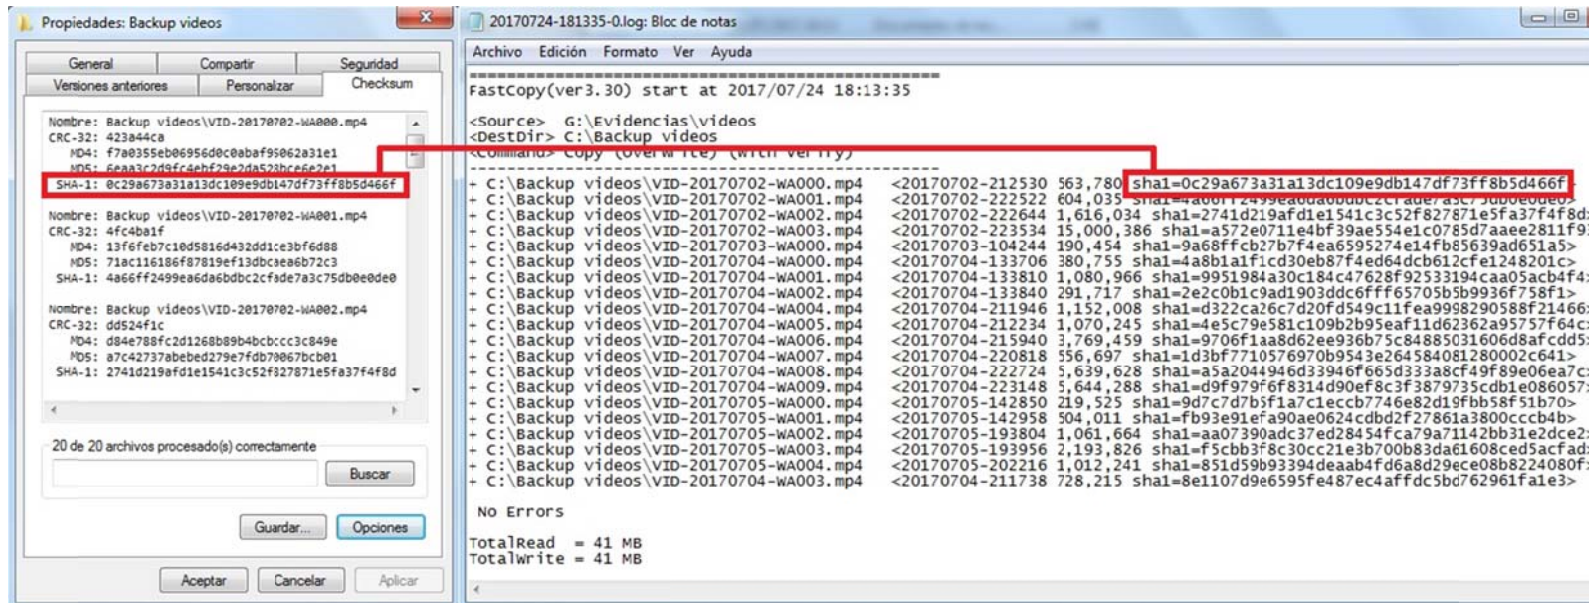 Propiedades: Backup videos
General Compartir Seguridad
Versiones anteriores Personalizar Checksum
Nombre: Backup videos\VID-20170702-WA000.mp4
CRC-32: 423a44ca
MD4: f7a0355eb06956d0c0abaf95062a31e1
MD5: 6eaa3c2d9fc4ebf29e2da523bce6e2e1
SHA-1: 0c29a673a31a13dc109e9db147df73ff8b5d466f
Nombre: Backup videos\VID-20170702-WA001.mp4
CRC-32: 4fc4ba1f
MD4: 13f6feb7c10d5816d432dd1ce3bf6d88
MD5: 71ac116186f87819ef13dbcaea6b72c3
SHA-1: 4a66ff2499ea6da6bdbc2cfade7a3c75db0e0de0
Nombre: Backup videos\VID-20170702-WA002.mp4
CRC-32: dd524f1c
MD4: d84e788fc2d1268b89b4bcbccc3c849e
MD5: a7c42737abebed279e7fdb70067bcb01
SHA-1: 2741d219afd1e1541c3c52f827871e5fa37f4f8d
20 de 20 archivos procesado(s) correctamente
Buscar
Guardar... Opciones
Aceptar Cancelar Aplicar
20170724-181335-0.log: Bloc de notas
Archivo Edición Formato Ver Ayuda
=================================================
FastCopy(ver3.30) start at 2017/07/24 18:13:35
<Source> G:\Evidencias\videos
<DestDir> C:\Backup videos
<Command> Copy (Overwrite) (with Verify)
-------------------------------------------------
+ C:\Backup videos\VID-20170702-WA000.mp4 <20170702-212530 563,780 sha1=0c29a673a31a13dc109e9db147df73ff8b5d466f>
+ C:\Backup videos\VID-20170702-WA001.mp4 <20170702-222522 604,035 sha1=4a66ff2499ea6da6bdbc2cfade7a3c75db0e0de0>
+ C:\Backup videos\VID-20170702-WA002.mp4 <20170702-222644 1,616,034 sha1=2741d219afd1e1541c3c52f827871e5fa37f4f8d>
+ C:\Backup videos\VID-20170702-WA003.mp4 <20170702-223534 15,000,386 sha1=a572e0711e4bf39ae554e1c0785d7aaee2811f93
+ C:\Backup videos\VID-20170703-WA000.mp4 <20170703-104244 190,454 sha1=9a68ffcb27b7f4ea6595274e14fb85639ad651a5>
+ C:\Backup videos\VID-20170704-WA000.mp4 <20170704-133706 380,755 sha1=4a8b1a1f1cd30eb87f4ed64dcb612cfe1248201c>
+ C:\Backup videos\VID-20170704-WA001.mp4 <20170704-133810 1,080,966 sha1=9951984a30c184c47628f92533194caa05acb4f4>
+ C:\Backup videos\VID-20170704-WA002.mp4 <20170704-133840 291,717 sha1=2e2c0b1c9ad1903ddc6fff65705b5b9936f758f1>
+ C:\Backup videos\VID-20170704-WA004.mp4 <20170704-211946 1,152,008 sha1=d322ca26c7d20fd549c11fea9998290588f21466>
+ C:\Backup videos\VID-20170704-WA005.mp4 <20170704-212234 1,070,245 sha1=4e5c79e581c109b2b95eaf11d62362a95757f64c>
+ C:\Backup videos\VID-20170704-WA006.mp4 <20170704-215940 3,769,459 sha1=9706f1aa8d62ee936b75c84885031606d8afcdd5>
+ C:\Backup videos\VID-20170704-WA007.mp4 <20170704-220818 556,697 sha1=1d3bf7710576970b9543e264584081280002c641>
+ C:\Backup videos\VID-20170704-WA008.mp4 <20170704-222724 5,639,628 sha1=a5a2044946d33946f665d333a8cf49f89e06ea7c>
+ C:\Backup videos\VID-20170704-WA009.mp4 <20170704-223148 5,644,288 sha1=d9f979f6f8314d90ef8c3f3879735cdb1e086057>
+ C:\Backup videos\VID-20170705-WA000.mp4 <20170705-142850 219,525 sha1=9d7c7d7b5f1a7c1eccb7746e82d19fbb58f51b70>
+ C:\Backup videos\VID-20170705-WA001.mp4 <20170705-142958 504,011 sha1=fb93e91efa90ae0624cdbd2f27861a3800cccb4b>
+ C:\Backup videos\VID-20170705-WA002.mp4 <20170705-193804 1,061,664 sha1=aa07390adc37ed28454fca79a71142bb31e2dce2>
+ C:\Backup videos\VID-20170705-WA003.mp4 <20170705-193956 2,193,826 sha1=f5cbb3f8c30cc21e3b700b83da61608ced5acfad>
+ C:\Backup videos\VID-20170705-WA004.mp4 <20170705-202216 1,012,241 sha1=851d59b93394deaab4fd6a8d29ece08b8224080f>
+ C:\Backup videos\VID-20170704-WA003.mp4 <20170704-211738 728,215 sha1=8e1107d9e6595fe487ec4affdc5bd762961fa1e3>
No Errors
TotalRead = 41 MB
TotalWrite = 41 MB